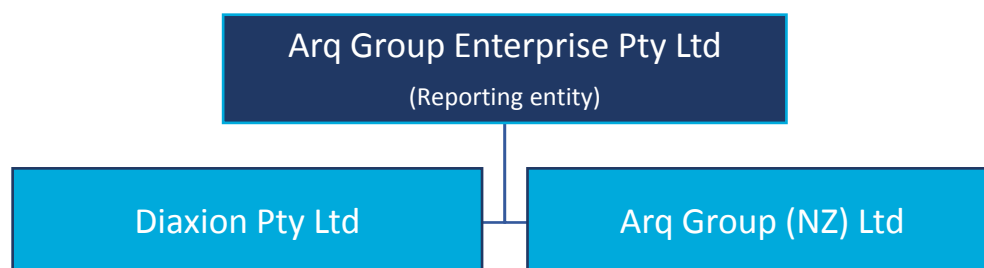 Arq Group Enterprise Pty Ltd
(Reporting entity)
Diaxion Pty Ltd
Arq Group (NZ) Ltd